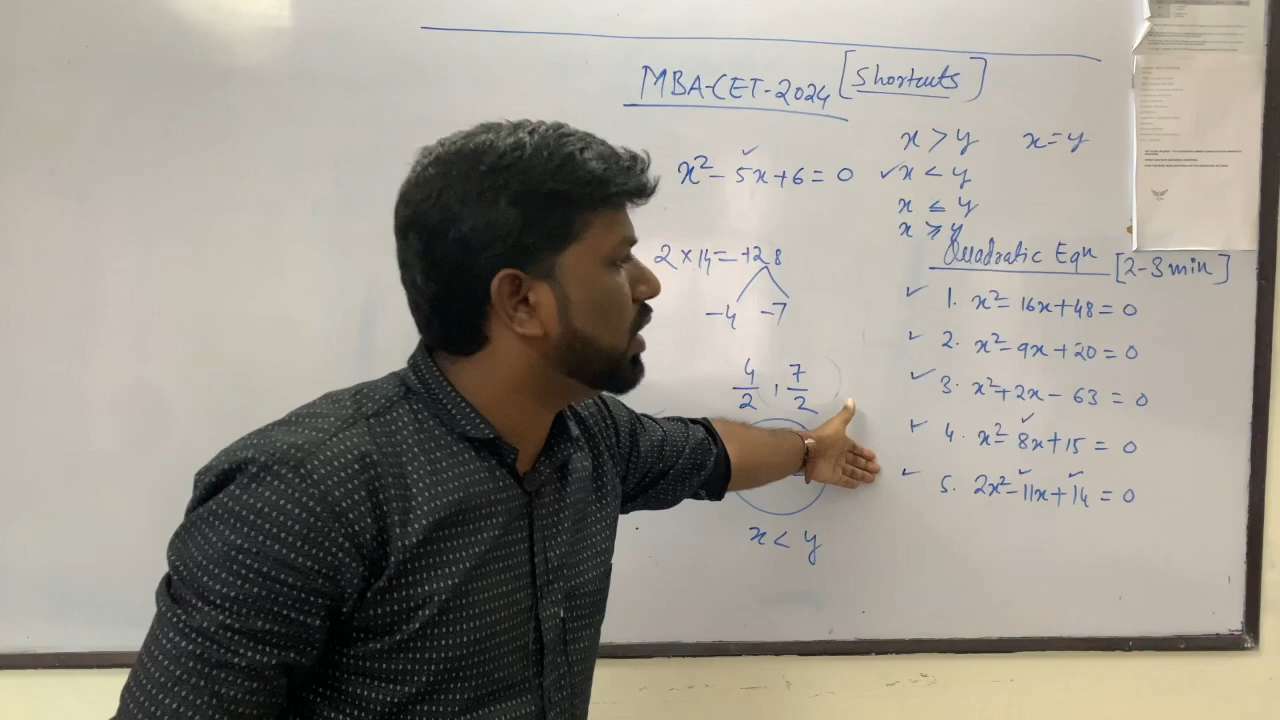 MBA-CET-2024 [Shortcuts]
x > y x = y
x² - 5x + 6 = 0 ✓ x < y
x ≤ y
x ≥ y
2 × 14 = +28
-4 -7
4/2 , 7/2
x < y
Quadratic Eqn [2-3 min]
✓ 1. x² - 16x + 48 = 0
✓ 2. x² - 9x + 20 = 0
✓ 3. x² + 2x - 63 = 0
✓ 4. x² - 8x + 15 = 0
✓ 5. 2x² - 11x + 14 = 0